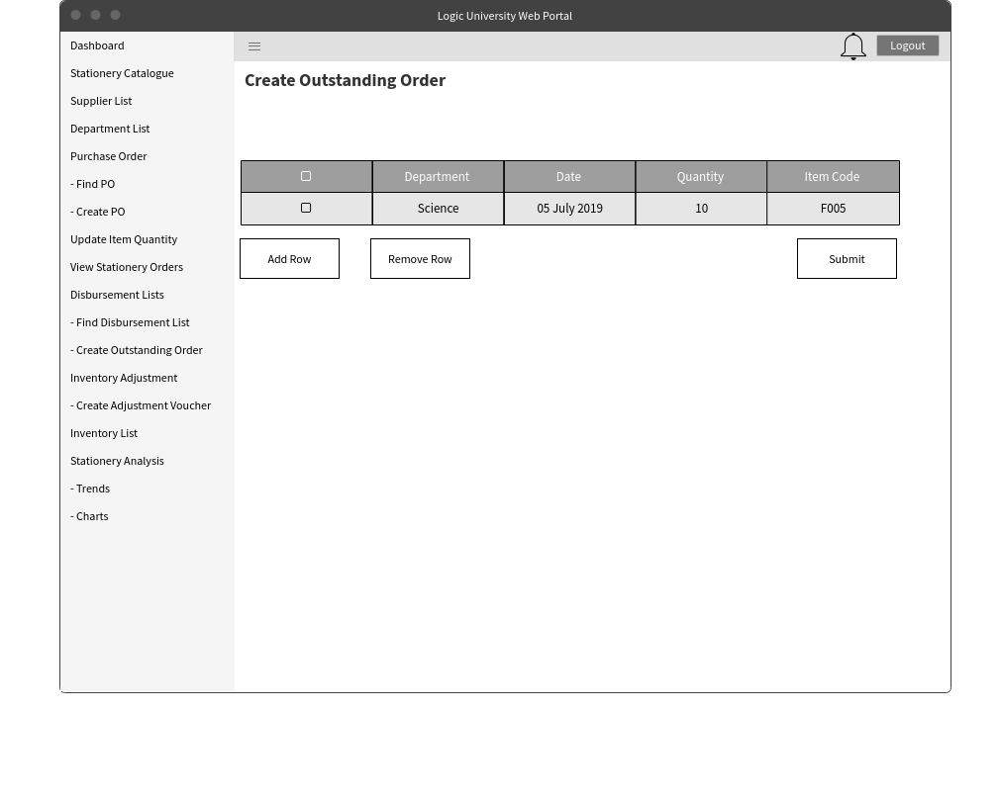 Logic University Web Portal
Dashboard
Stationery Catalogue
Supplier List
Department List
Purchase Order
- Find PO
- Create PO
Update Item Quantity
View Stationery Orders
Disbursement Lists
- Find Disbursement List
- Create Outstanding Order
Inventory Adjustment
- Create Adjustment Voucher
Inventory List
Stationery Analysis
- Trends
- Charts
Logout
Create Outstanding Order
Department Date Quantity Item Code
Science 05 July 2019 10 F005
Add Row Remove Row Submit